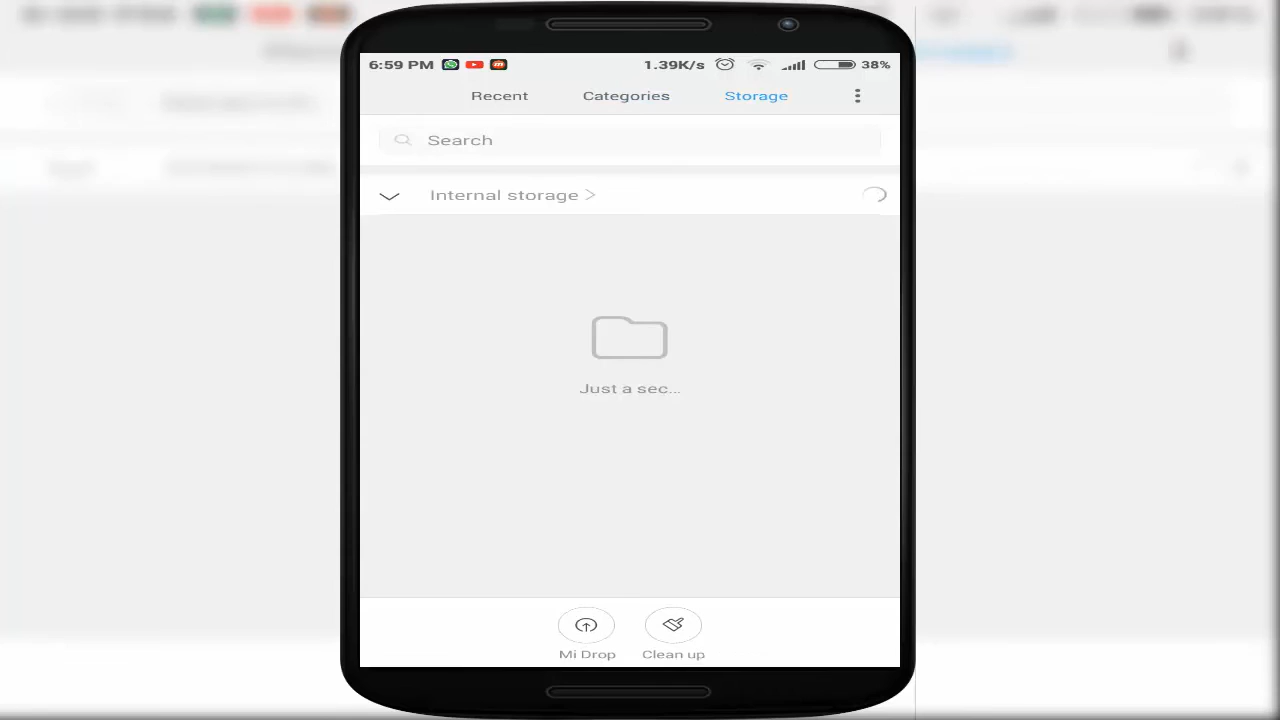 6:59 PM 1.39K/s 38%
Recent Categories Storage
Search
Internal storage >
Just a sec...
Mi Drop Clean up